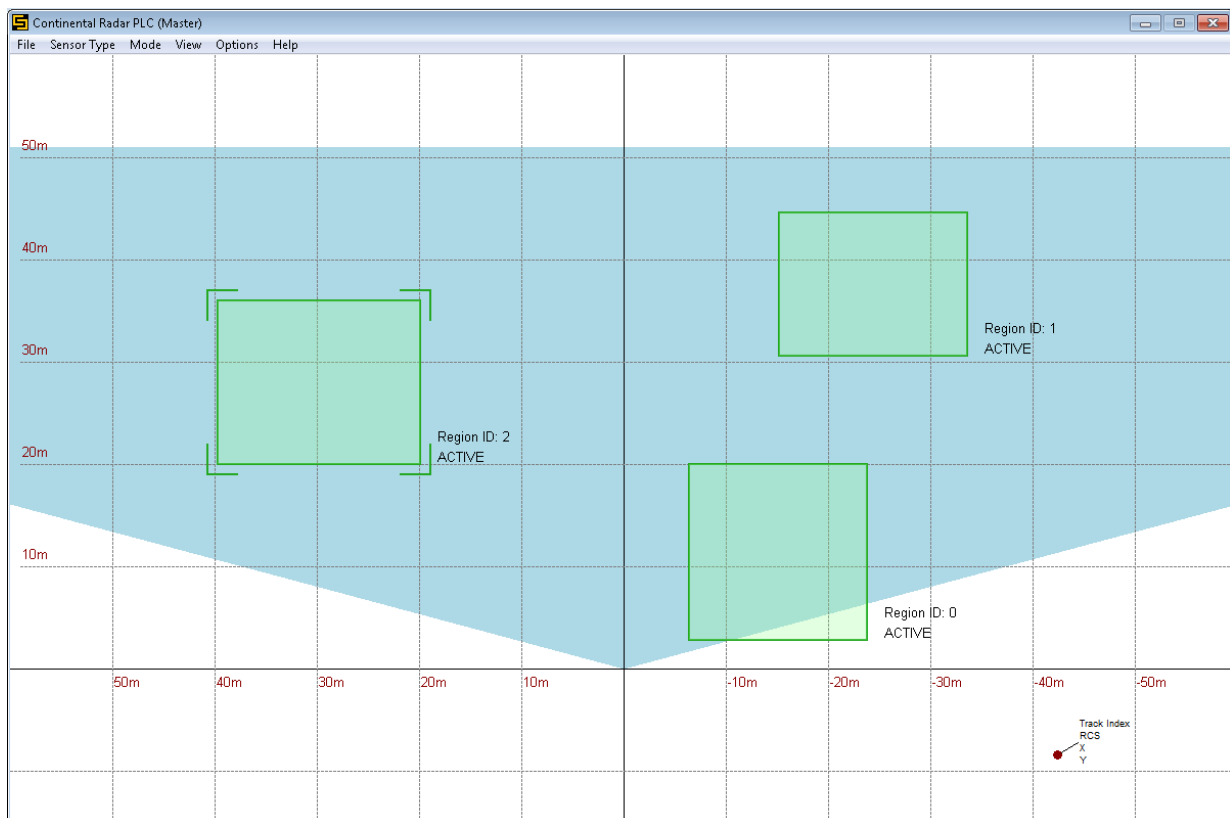 Continental Radar PLC (Master)
File Sensor Type Mode View Options Help
50m
40m
30m
Region ID: 1
ACTIVE
20m
Region ID: 2
ACTIVE
10m
Region ID: 0
ACTIVE
50m 40m 30m 20m 10m -10m -20m -30m -40m -50m
Track Index
RCS
X
Y